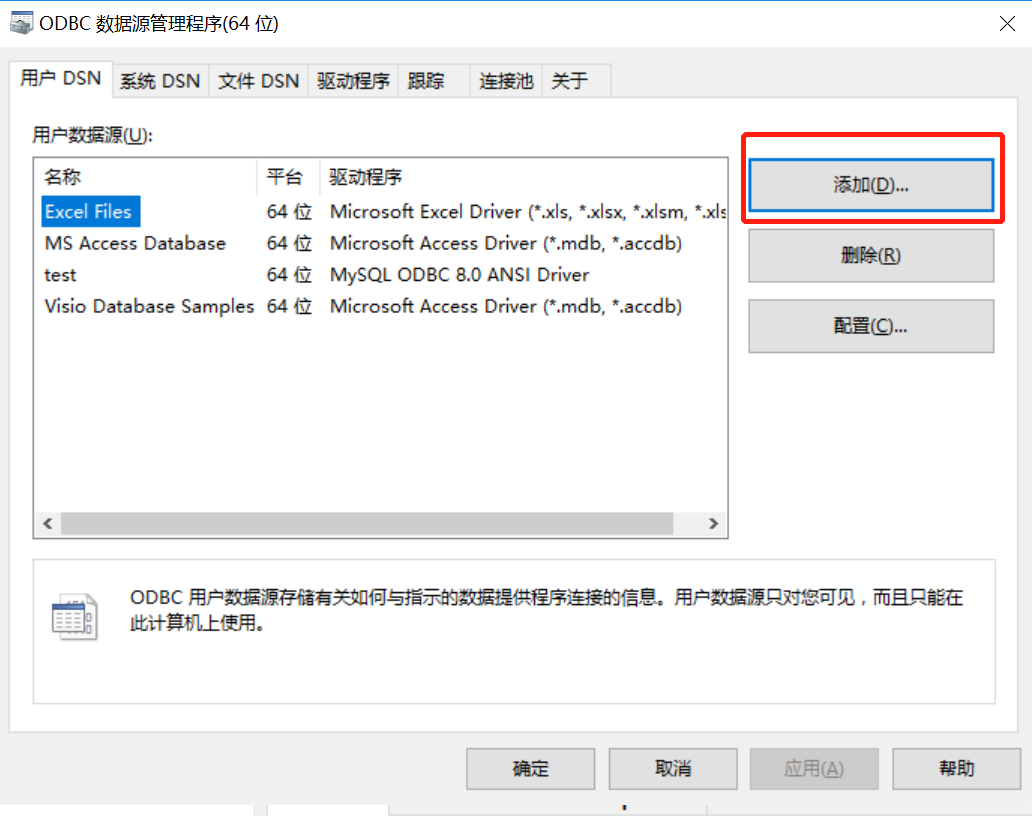 ODBC 数据源管理程序(64 位)
用户 DSN 系统 DSN 文件 DSN 驱动程序 跟踪 连接池 关于
用户数据源(U):
名称 平台 驱动程序
Excel Files 64 位 Microsoft Excel Driver (*.xls, *.xlsx, *.xlsm, *.xls
MS Access Database 64 位 Microsoft Access Driver (*.mdb, *.accdb)
test 64 位 MySQL ODBC 8.0 ANSI Driver
Visio Database Samples 64 位 Microsoft Access Driver (*.mdb, *.accdb)
添加(D)...
删除(R)
配置(C)...
ODBC 用户数据源存储有关如何与指示的数据提供程序连接的信息。用户数据源只对您可见，而且只能在
此计算机上使用。
确定 取消 应用(A) 帮助